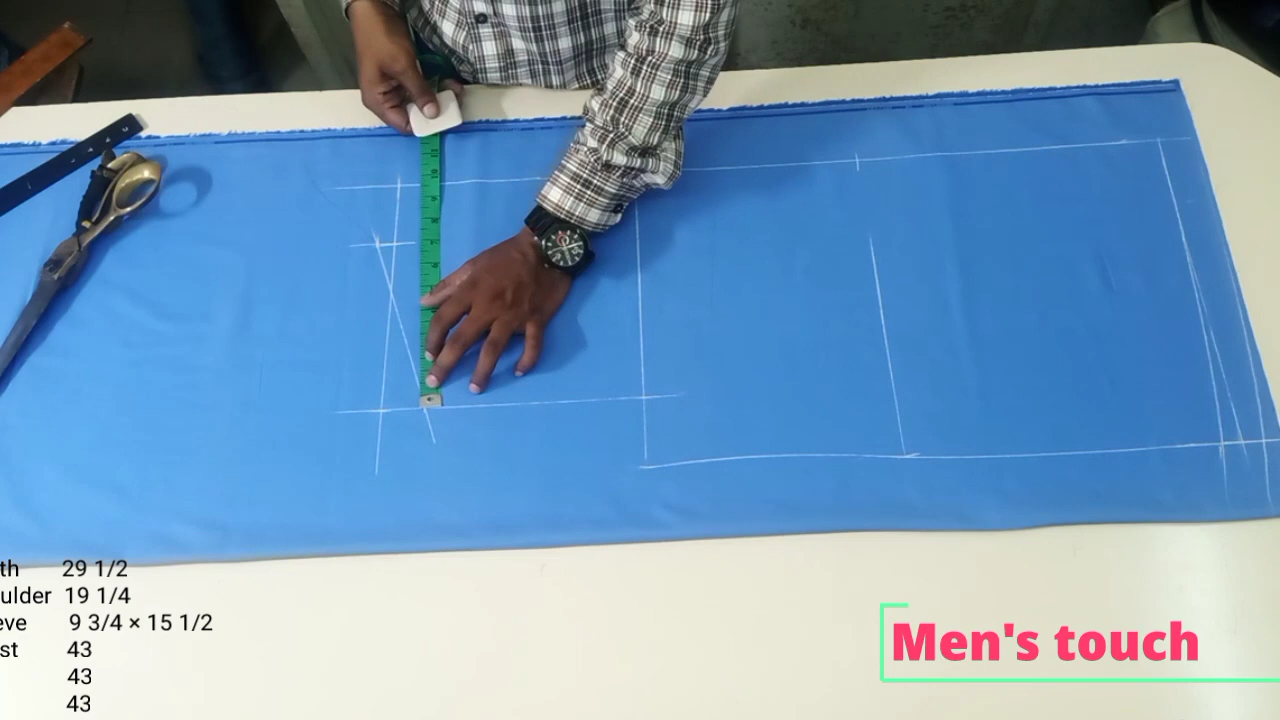 th 29 1/2
ulder 19 1/4
eve 9 3/4 × 15 1/2
st 43
43
43
Men's touch